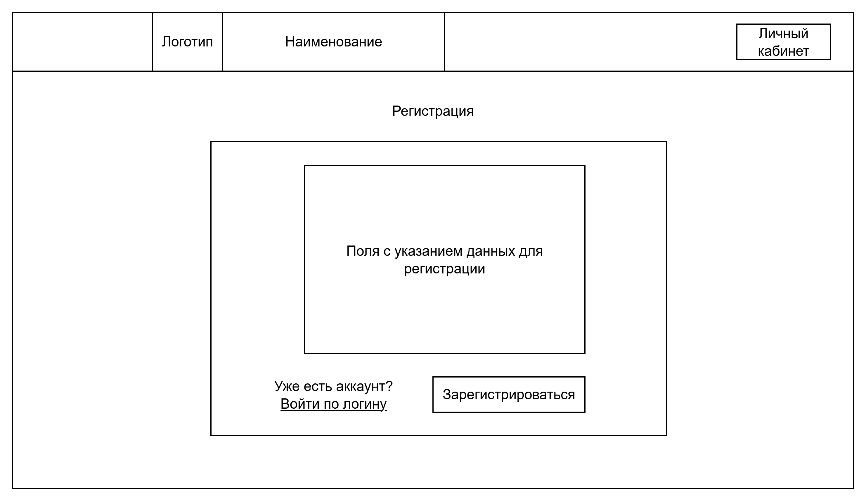 Логотип
Наименование
Личный
кабинет
Регистрация
Поля с указанием данных для
регистрации
Уже есть аккаунт?
Войти по логину
Зарегистрироваться